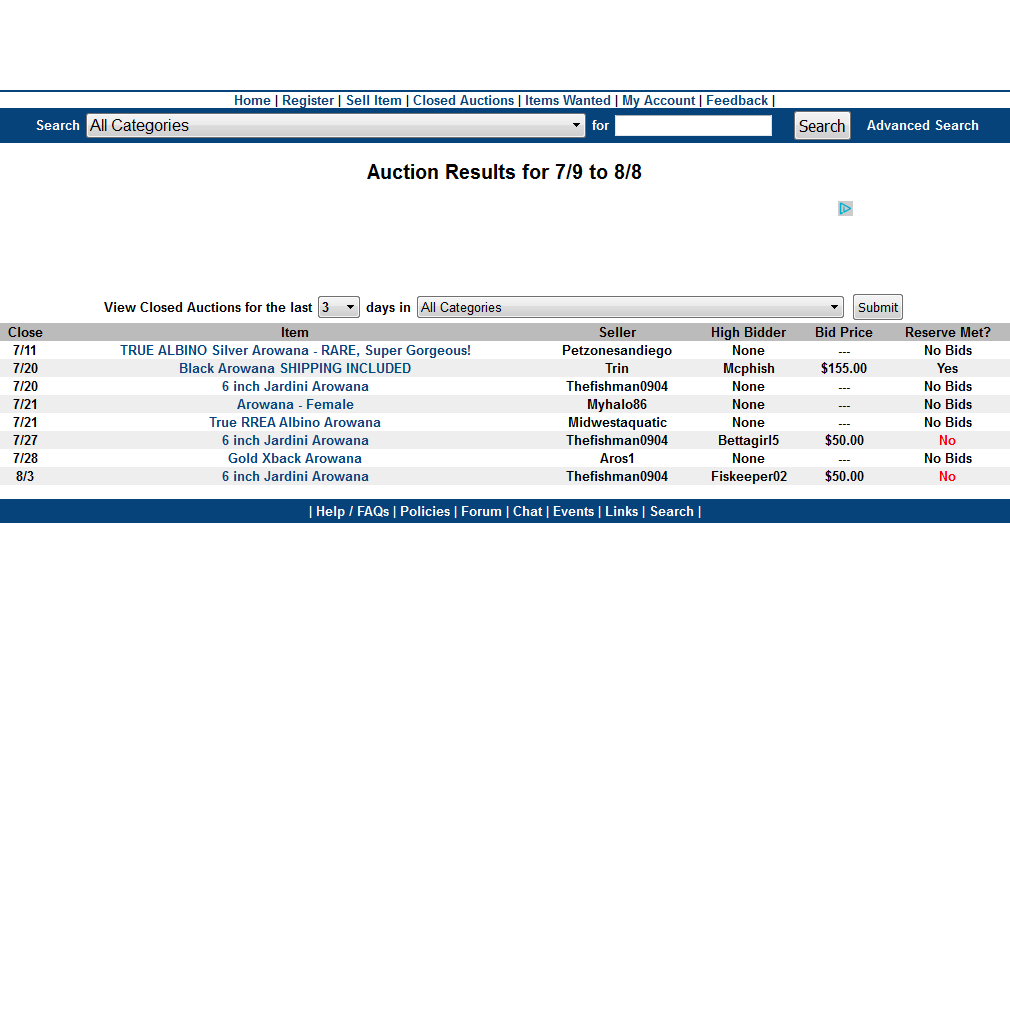 Home | Register | Sell Item | Closed Auctions | Items Wanted | My Account | Feedback |
Search All Categories for Search Advanced Search
Auction Results for 7/9 to 8/8
View Closed Auctions for the last 3 days in All Categories Submit
Close Item Seller High Bidder Bid Price Reserve Met?
7/11 TRUE ALBINO Silver Arowana - RARE, Super Gorgeous! Petzonesandiego None --- No Bids
7/20 Black Arowana SHIPPING INCLUDED Trin Mcphish $155.00 Yes
7/20 6 inch Jardini Arowana Thefishman0904 None --- No Bids
7/21 Arowana - Female Myhalo86 None --- No Bids
7/21 True RREA Albino Arowana Midwestaquatic None --- No Bids
7/27 6 inch Jardini Arowana Thefishman0904 Bettagirl5 $50.00 No
7/28 Gold Xback Arowana Aros1 None --- No Bids
8/3 6 inch Jardini Arowana Thefishman0904 Fiskeeper02 $50.00 No
| Help / FAQs | Policies | Forum | Chat | Events | Links | Search |